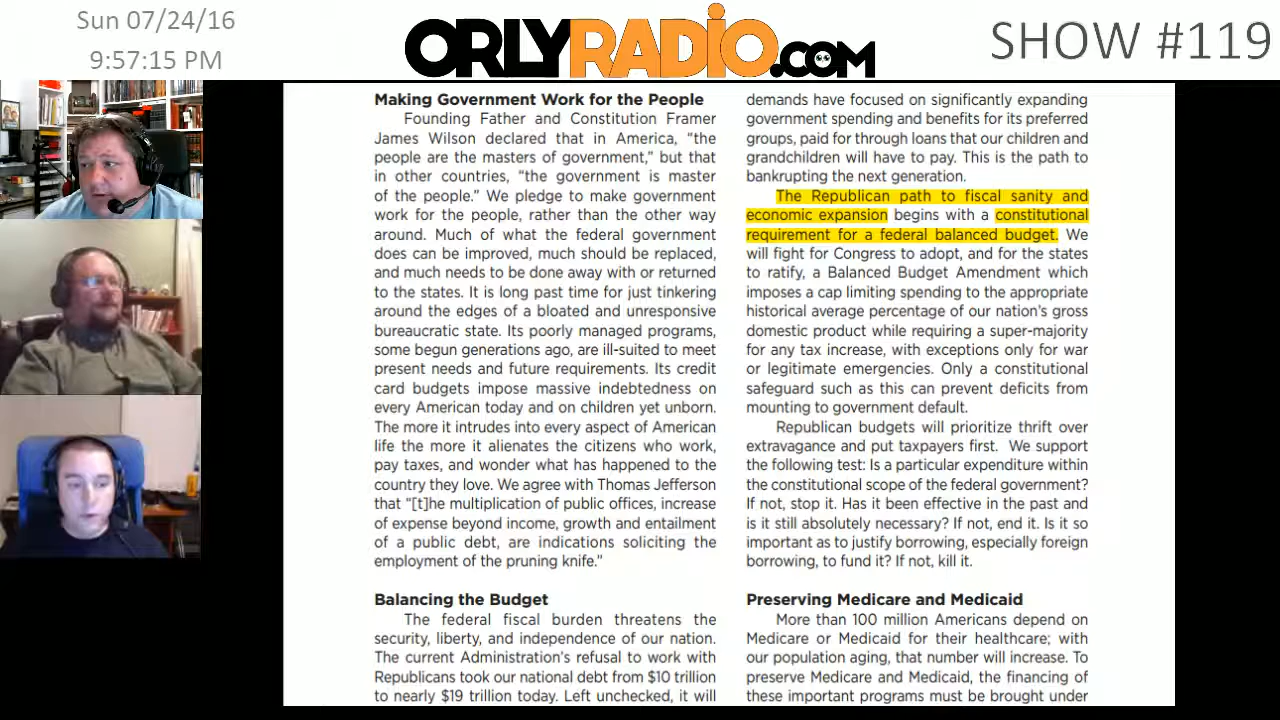 Sun 07/24/16
9:57:15 PM
ORLYRADIO.COM
SHOW #119
Making Government Work for the People
Founding Father and Constitution Framer
James Wilson declared that in America, “the
people are the masters of government,” but that
in other countries, “the government is master
of the people.” We pledge to make government
work for the people, rather than the other way
around. Much of what the federal government
does can be improved, much should be replaced,
and much needs to be done away with or returned
to the states. It is long past time for just tinkering
around the edges of a bloated and unresponsive
bureaucratic state. Its poorly managed programs,
some begun generations ago, are ill-suited to meet
present needs and future requirements. Its credit
card budgets impose massive indebtedness on
every American today and on children yet unborn.
The more it intrudes into every aspect of American
life the more it alienates the citizens who work,
pay taxes, and wonder what has happened to the
country they love. We agree with Thomas Jefferson
that “[t]he multiplication of public offices, increase
of expense beyond income, growth and entailment
of a public debt, are indications soliciting the
employment of the pruning knife.”
Balancing the Budget
The federal fiscal burden threatens the
security, liberty, and independence of our nation.
The current Administration’s refusal to work with
Republicans took our national debt from $10 trillion
to nearly $19 trillion today. Left unchecked, it will
demands have focused on significantly expanding
government spending and benefits for its preferred
groups, paid for through loans that our children and
grandchildren will have to pay. This is the path to
bankrupting the next generation.
The Republican path to fiscal sanity and
economic expansion begins with a constitutional
requirement for a federal balanced budget. We
will fight for Congress to adopt, and for the states
to ratify, a Balanced Budget Amendment which
imposes a cap limiting spending to the appropriate
historical average percentage of our nation’s gross
domestic product while requiring a super-majority
for any tax increase, with exceptions only for war
or legitimate emergencies. Only a constitutional
safeguard such as this can prevent deficits from
mounting to government default.
Republican budgets will prioritize thrift over
extravagance and put taxpayers first. We support
the following test: Is a particular expenditure within
the constitutional scope of the federal government?
If not, stop it. Has it been effective in the past and
is it still absolutely necessary? If not, end it. Is it so
important as to justify borrowing, especially foreign
borrowing, to fund it? If not, kill it.
Preserving Medicare and Medicaid
More than 100 million Americans depend on
Medicare or Medicaid for their healthcare; with
our population aging, that number will increase. To
preserve Medicare and Medicaid, the financing of
these important programs must be brought under